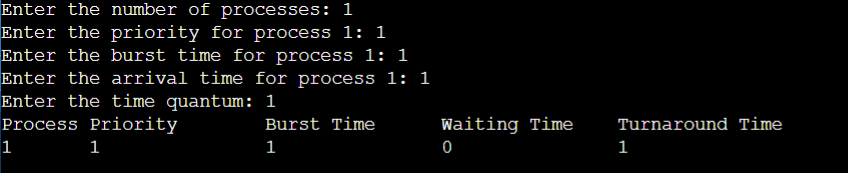 Enter the number of processes: 1
Enter the priority for process 1: 1
Enter the burst time for process 1: 1
Enter the arrival time for process 1: 1
Enter the time quantum: 1
Process Priority Burst Time Waiting Time Turnaround Time
1 1 1 0 1